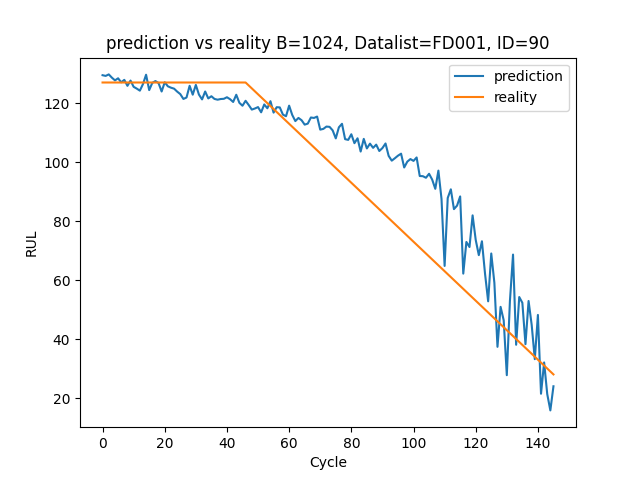 prediction vs reality B=1024, Datalist=FD001, ID=90
prediction
reality
120
100
80
60
40
20
RUL
0 20 40 60 80 100 120 140
Cycle